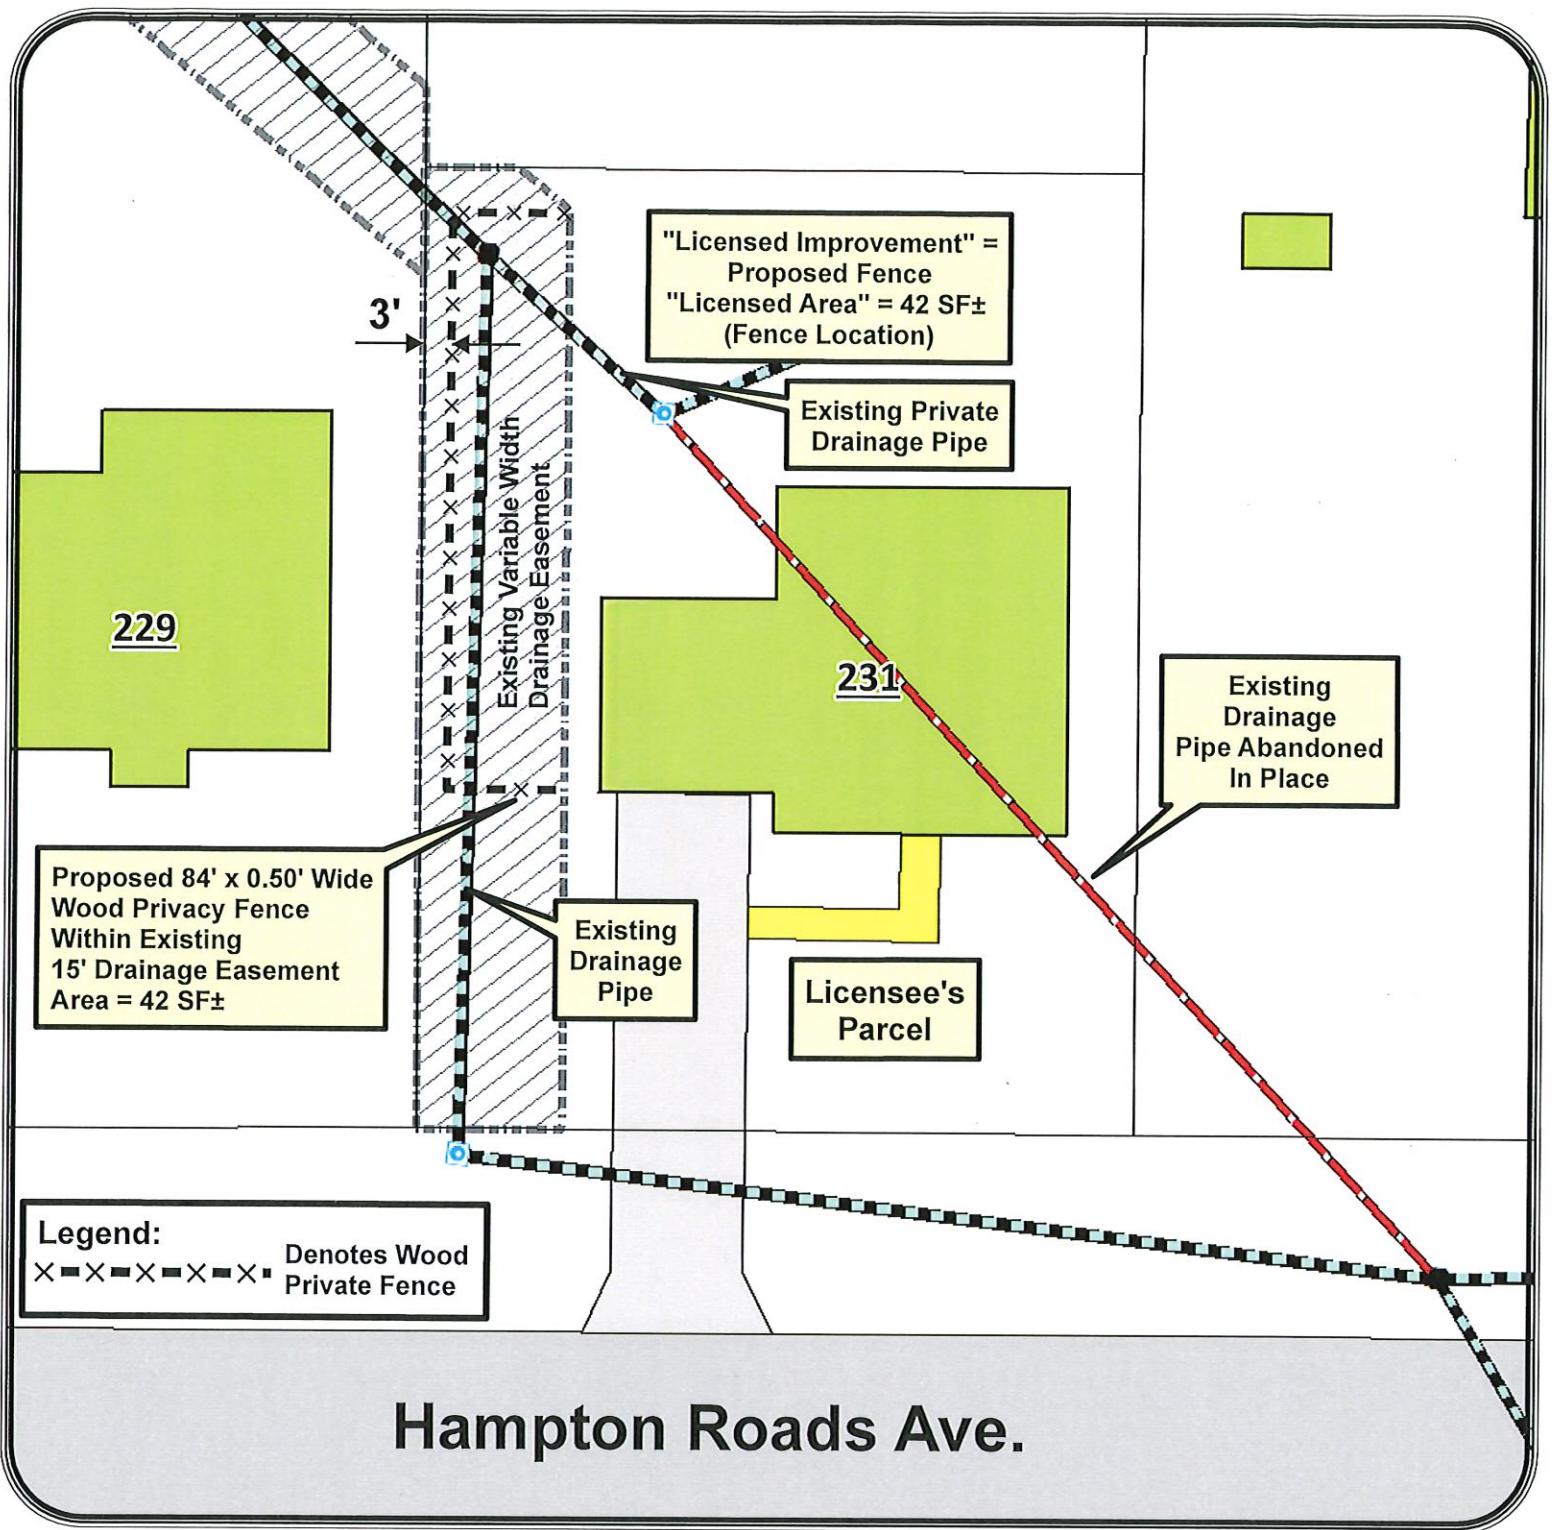 "Licensed Improvement" =
Proposed Fence
"Licensed Area" = 42 SF±
(Fence Location)
3'
Existing Private
Drainage Pipe
Existing Variable Width
Drainage Easement
229
231
Existing
Drainage
Pipe Abandoned
In Place
Proposed 84' x 0.50' Wide
Wood Privacy Fence
Within Existing
15' Drainage Easement
Area = 42 SF±
Existing
Drainage
Pipe
Licensee's
Parcel
Legend:
Denotes Wood
Private Fence
Hampton Roads Ave.